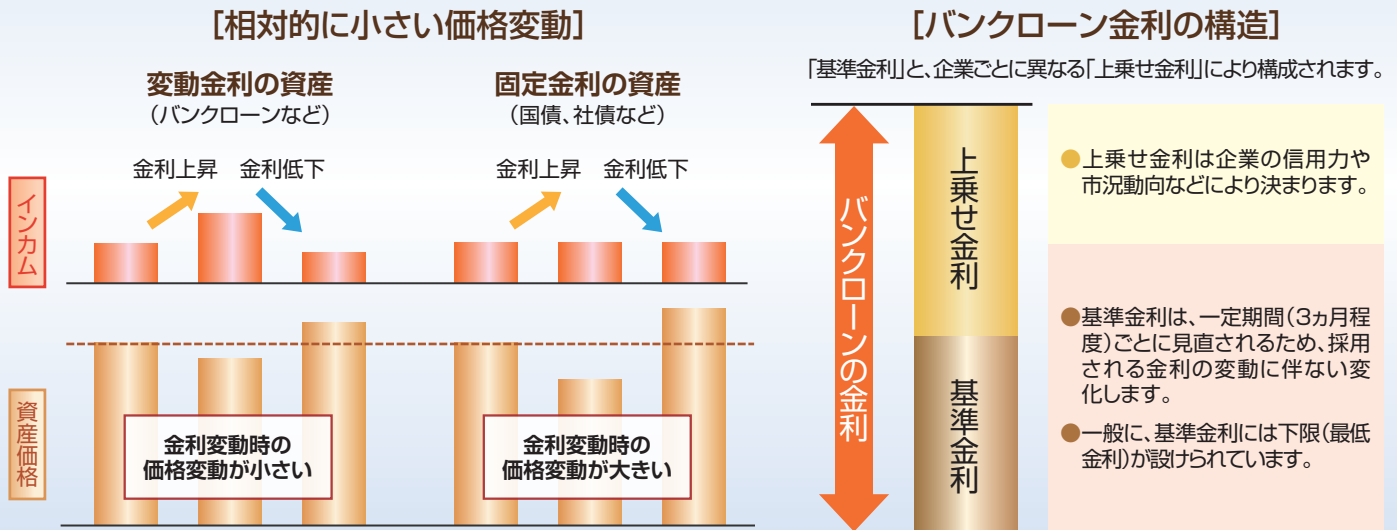 [相対的に小さい価格変動]
変動金利の資産
(バンクローンなど)
固定金利の資産
(国債、社債など)
インカム
金利上昇
金利低下
金利上昇
金利低下
資産価格
金利変動時の
価格変動が小さい
金利変動時の
価格変動が大きい
[バンクローン金利の構造]
「基準金利」と、企業ごとに異なる「上乗せ金利」により構成されます。
バンクローンの金利
上乗せ金利
基準金利
●上乗せ金利は企業の信用力や
市況動向などにより決まります。
●基準金利は、一定期間(3ヵ月程
度)ごとに見直されるため、採用
される金利の変動に伴ない変
化します。
●一般に、基準金利には下限(最低
金利)が設けられています。